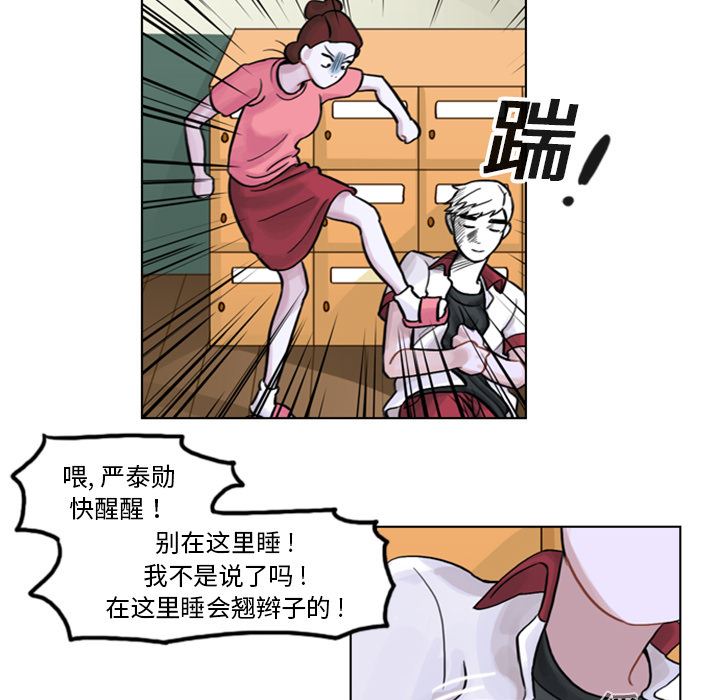 踹!
喂, 严泰勋
快醒醒！
别在这里睡！
我不是说了吗！
在这里睡会翘辫子的！